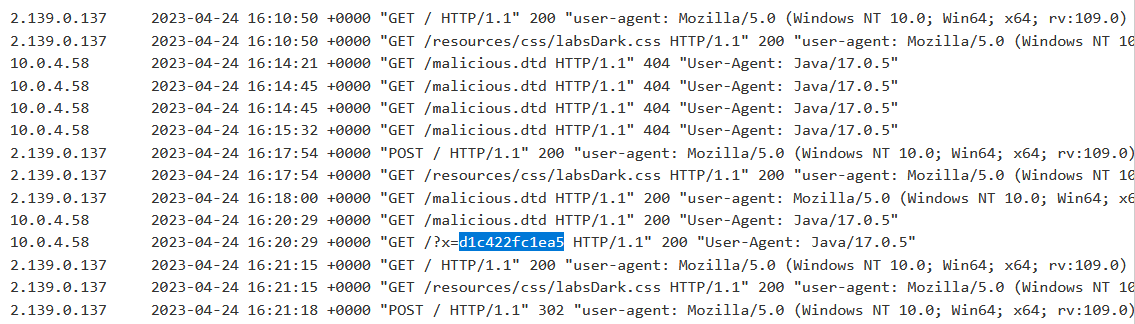 2.139.0.137 2023-04-24 16:10:50 +0000 "GET / HTTP/1.1" 200 "user-agent: Mozilla/5.0 (Windows NT 10.0; Win64; x64; rv:109.0)
2.139.0.137 2023-04-24 16:10:50 +0000 "GET /resources/css/labsDark.css HTTP/1.1" 200 "user-agent: Mozilla/5.0 (Windows NT 10
10.0.4.58 2023-04-24 16:14:21 +0000 "GET /malicious.dtd HTTP/1.1" 404 "User-Agent: Java/17.0.5"
10.0.4.58 2023-04-24 16:14:45 +0000 "GET /malicious.dtd HTTP/1.1" 404 "User-Agent: Java/17.0.5"
10.0.4.58 2023-04-24 16:14:45 +0000 "GET /malicious.dtd HTTP/1.1" 404 "User-Agent: Java/17.0.5"
10.0.4.58 2023-04-24 16:15:32 +0000 "GET /malicious.dtd HTTP/1.1" 404 "User-Agent: Java/17.0.5"
2.139.0.137 2023-04-24 16:17:54 +0000 "POST / HTTP/1.1" 200 "user-agent: Mozilla/5.0 (Windows NT 10.0; Win64; x64; rv:109.0)
2.139.0.137 2023-04-24 16:17:54 +0000 "GET /resources/css/labsDark.css HTTP/1.1" 200 "user-agent: Mozilla/5.0 (Windows NT 10
2.139.0.137 2023-04-24 16:18:00 +0000 "GET /malicious.dtd HTTP/1.1" 200 "user-agent: Mozilla/5.0 (Windows NT 10.0; Win64; x6
10.0.4.58 2023-04-24 16:20:29 +0000 "GET /malicious.dtd HTTP/1.1" 200 "User-Agent: Java/17.0.5"
10.0.4.58 2023-04-24 16:20:29 +0000 "GET /?x=d1c422fc1ea5 HTTP/1.1" 200 "User-Agent: Java/17.0.5"
2.139.0.137 2023-04-24 16:21:15 +0000 "GET / HTTP/1.1" 200 "user-agent: Mozilla/5.0 (Windows NT 10.0; Win64; x64; rv:109.0)
2.139.0.137 2023-04-24 16:21:15 +0000 "GET /resources/css/labsDark.css HTTP/1.1" 200 "user-agent: Mozilla/5.0 (Windows NT 10
2.139.0.137 2023-04-24 16:21:18 +0000 "POST / HTTP/1.1" 302 "user-agent: Mozilla/5.0 (Windows NT 10.0; Win64; x64; rv:109.0)